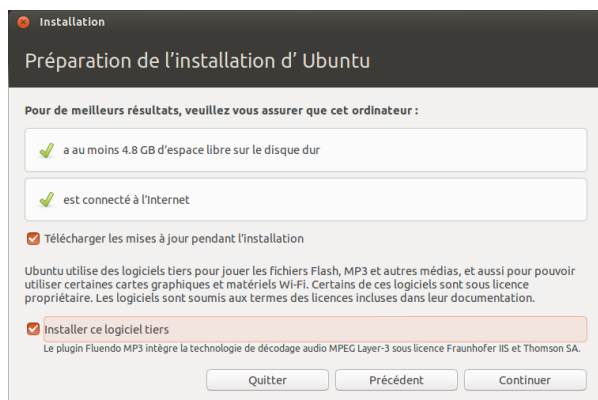 Installation
Préparation de l'installation d' Ubuntu
Pour de meilleurs résultats, veuillez vous assurer que cet ordinateur :
a au moins 4.8 GB d'espace libre sur le disque dur
est connecté à l'Internet
Télécharger les mises à jour pendant l'installation
Ubuntu utilise des logiciels tiers pour jouer les fichiers Flash, MP3 et autres médias, et aussi pour pouvoir
utiliser certaines cartes graphiques et matériels Wi-Fi. Certains de ces logiciels sont sous licence
propriétaire. Les logiciels sont soumis aux termes des licences incluses dans leur documentation.
Installer ce logiciel tiers
Le plugin Fluendo MP3 intègre la technologie de décodage audio MPEG Layer-3 sous licence Fraunhofer IIS et Thomson SA.
Quitter
Précédent
Continuer